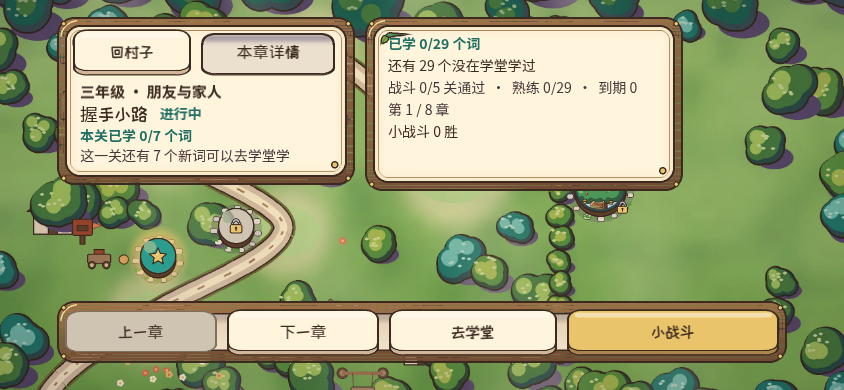 回村子
本章详情
三年级 · 朋友与家人
握手小路 进行中
本关已学 0/7 个词
这一关还有 7 个新词可以去学堂学
已学 0/29 个词
还有 29 个没在学堂学过
战斗 0/5 关通过 · 熟练 0/29 · 到期 0
第 1 / 8 章
小战斗 0 胜
上一章
下一章
去学堂
小战斗